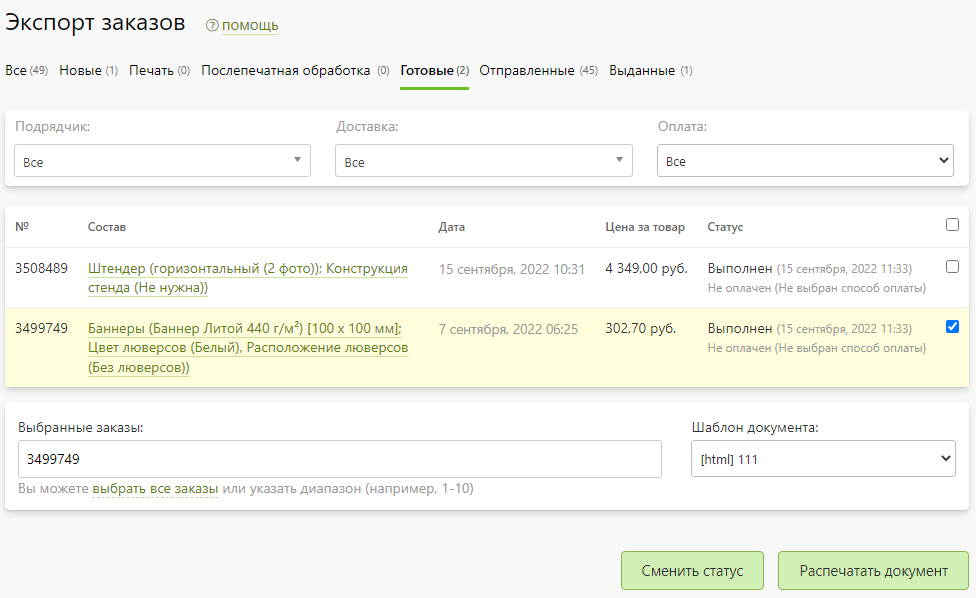 Экспорт заказов ? помощь
Все (49) Новые (1) Печать (0) Послепечатная обработка (0) Готовые (2) Отправленные (45) Выданные (1)
Подрядчик: Доставка: Оплата:
Все Все Все
№ Состав Дата Цена за товар Статус
3508489 Штендер (горизонтальный (2 фото)); Конструкция 15 сентября, 2022 10:31 4 349,00 руб. Выполнен (15 сентября, 2022 11:33)
стенда (Не нужна)) Не оплачен (Не выбран способ оплаты)
3499749 Баннеры (Баннер Литой 440 г/м²) [100 x 100 мм]; 7 сентября, 2022 06:25 302,70 руб. Выполнен (15 сентября, 2022 11:33)
Цвет люверсов (Белый), Расположение люверсов Не оплачен (Не выбран способ оплаты)
(Без люверсов))
Выбранные заказы: Шаблон документа:
3499749 [html] 111
Вы можете выбрать все заказы или указать диапазон (например, 1-10)
Сменить статус Распечатать документ